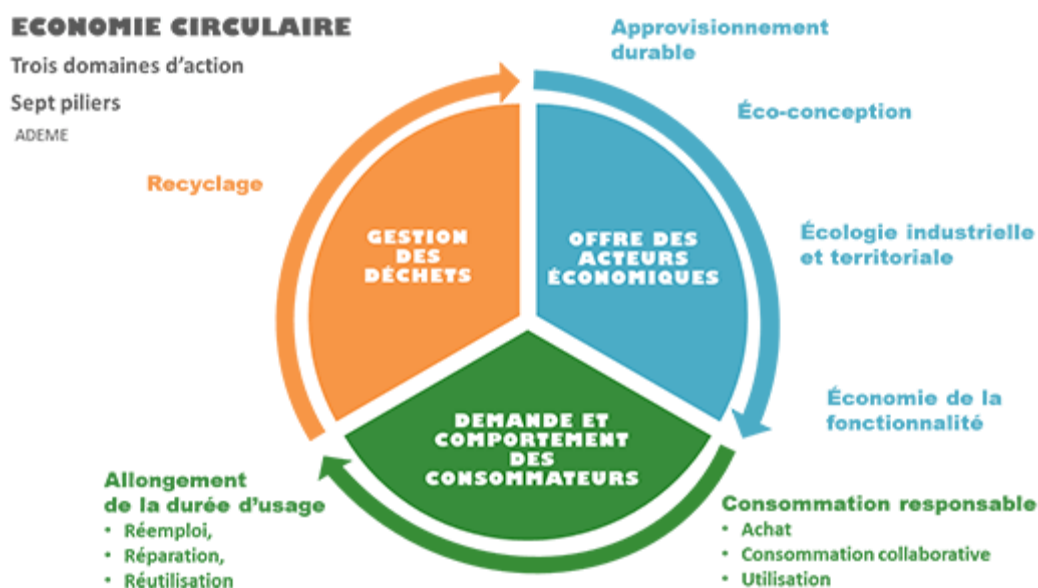 ECONOMIE CIRCULAIRE
Trois domaines d'action
Sept piliers
ADEME
Approvisionnement
durable
Éco-conception
Écologie industrielle
et territoriale
Économie de la
fonctionnalité
Recyclage
GESTION
DES
DÉCHETS
OFFRE DES
ACTEURS
ÉCONOMIQUES
DEMANDE ET
COMPORTEMENT
DES
CONSOMMATEURS
Consommation responsable
• Achat
• Consommation collaborative
• Utilisation
Allongement
de la durée d'usage
• Réemploi,
• Réparation,
• Réutilisation